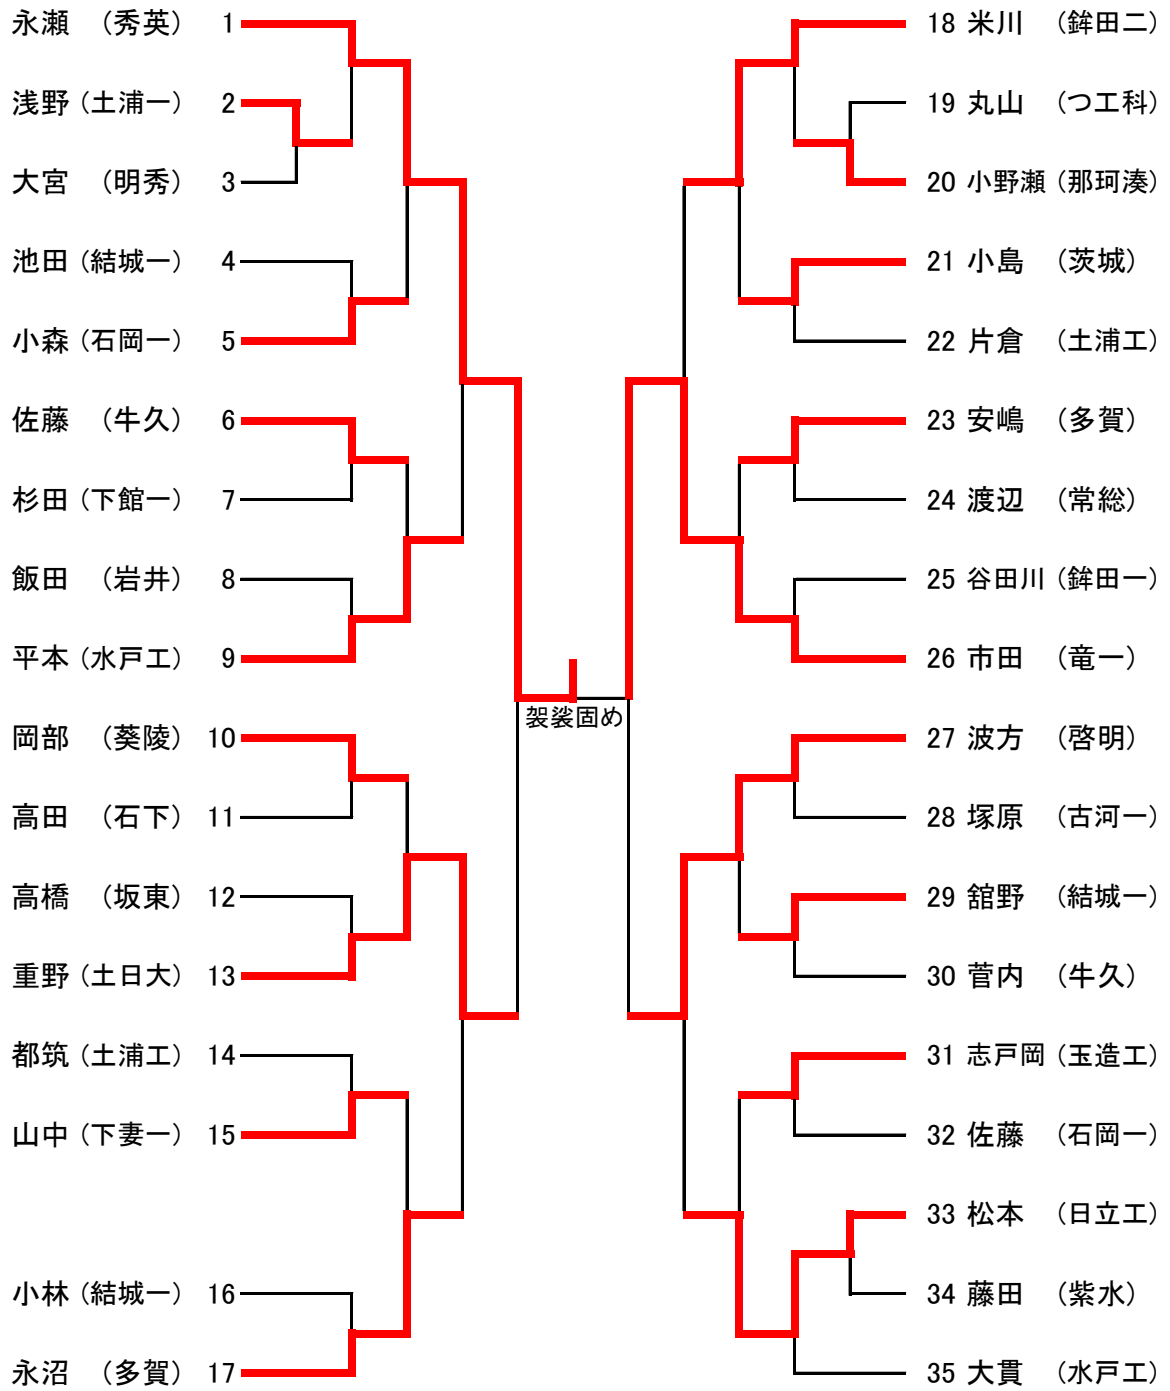 永瀬 （秀英） 1
浅野（土浦一） 2
大宮 （明秀） 3
池田（結城一） 4
小森（石岡一） 5
佐藤 （牛久） 6
杉田（下館一） 7
飯田 （岩井） 8
平本（水戸工） 9
岡部 （葵陵） 10
高田 （石下） 11
高橋 （坂東） 12
重野（土日大） 13
都筑（土浦工） 14
山中（下妻一） 15
小林（結城一） 16
永沼 （多賀） 17
袈裟固め
18 米川 （鉾田二）
19 丸山 （つ工科）
20 小野瀬（那珂湊）
21 小島 （茨城）
22 片倉 （土浦工）
23 安嶋 （多賀）
24 渡辺 （常総）
25 谷田川（鉾田一）
26 市田 （竜一）
27 波方 （啓明）
28 塚原 （古河一）
29 舘野 （結城一）
30 菅内 （牛久）
31 志戸岡（玉造工）
32 佐藤 （石岡一）
33 松本 （日立工）
34 藤田 （紫水）
35 大貫 （水戸工）